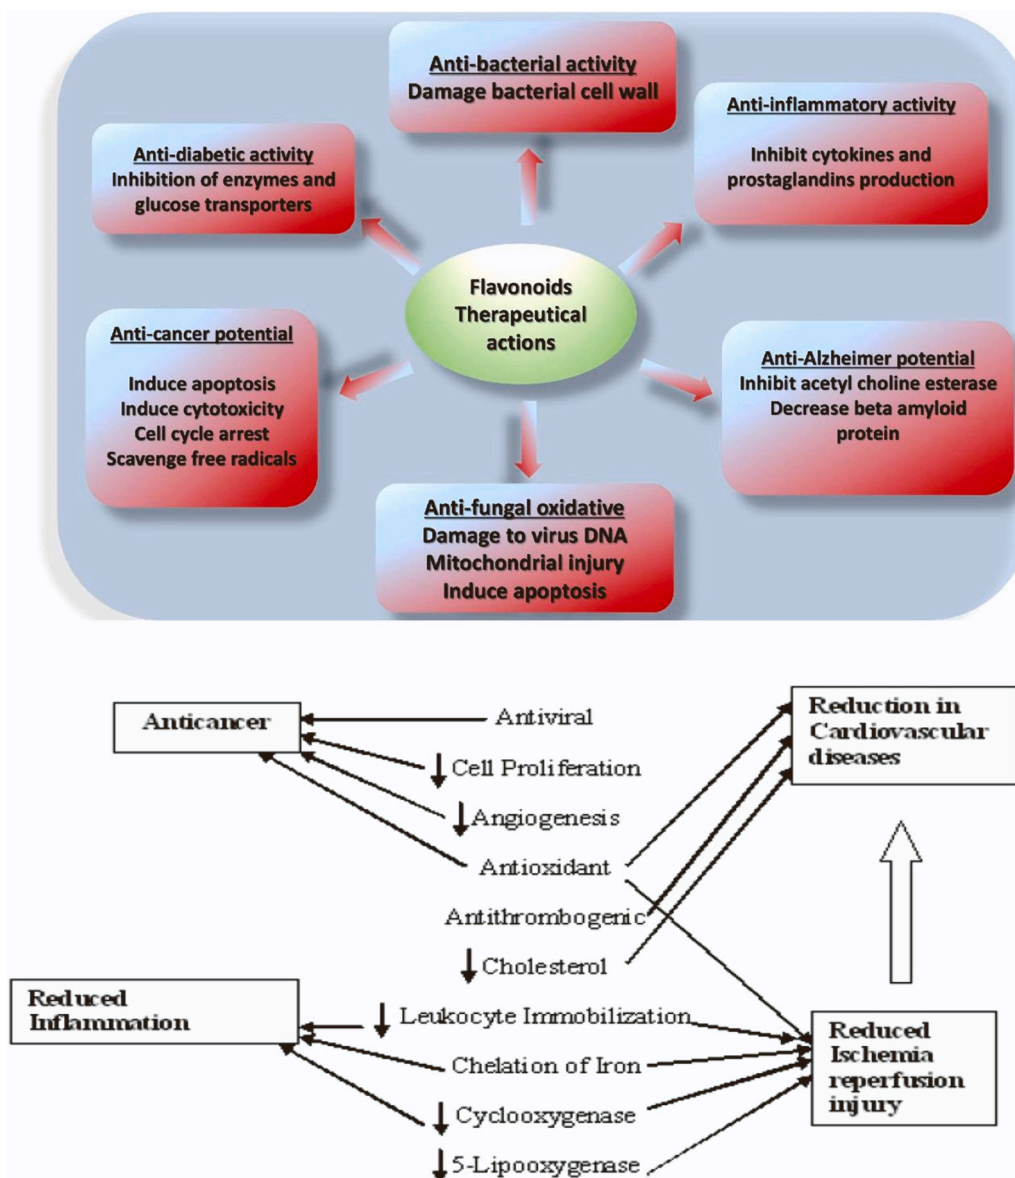 Anti-bacterial activity
Damage bacterial cell wall
Anti-inflammatory activity
Inhibit cytokines and
prostaglandins production
Anti-diabetic activity
Inhibition of enzymes and
glucose transporters
Flavonoids
Therapeutical
actions
Anti-cancer potential
Induce apoptosis
Induce cytotoxicity
Cell cycle arrest
Scavenge free radicals
Anti-Alzheimer potential
Inhibit acetyl choline esterase
Decrease beta amyloid
protein
Anti-fungal oxidative
Damage to virus DNA
Mitochondrial injury
Induce apoptosis
Anticancer
Antiviral
Cell Proliferation
Angiogenesis
Antioxidant
Antithrombogenic
Cholesterol
Reduction in
Cardiovascular
diseases
Reduced
Inflammation
Leukocyte Immobilization
Chelation of Iron
Cyclooxygenase
5-Lipooxygenase
Reduced
Ischemia
reperfusion
injury